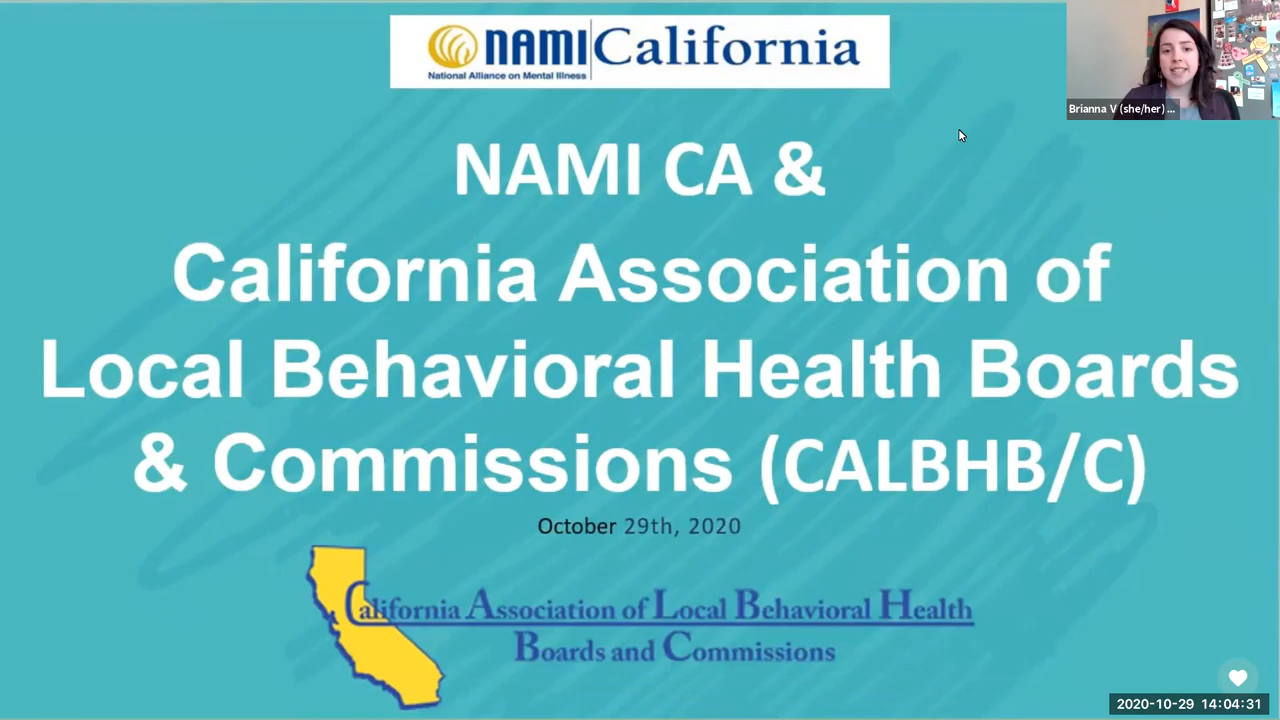 NAMI California
National Alliance on Mental Illness
Brianna V (she/her) ...
NAMI CA &
California Association of
Local Behavioral Health Boards
& Commissions (CALBHB/C)
October 29th, 2020
California Association of Local Behavioral Health
Boards and Commissions
2020-10-29 14:04:31